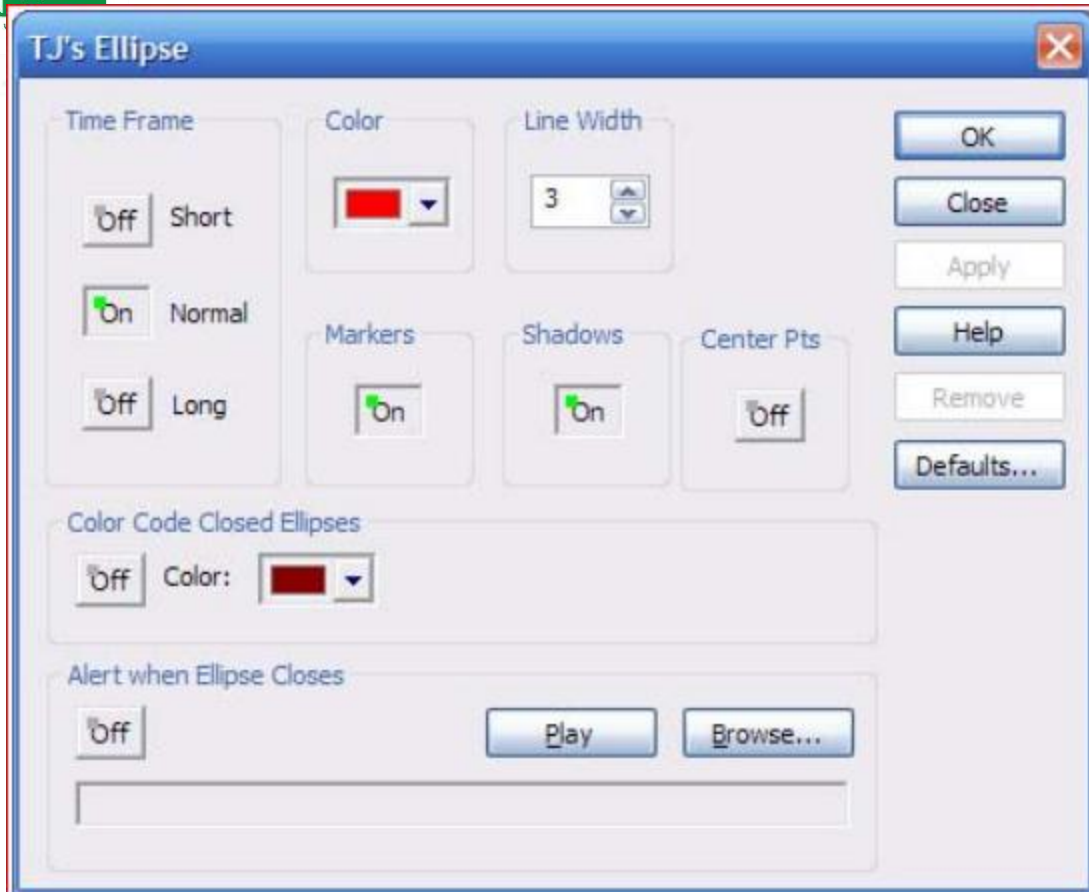 TJ's Ellipse
Time Frame
Color
Line Width
OK
3
Close
Off Short
Apply
On Normal
Help
Markers
Shadows
Center Pts
Off Long
On
On
Off
Remove
Defaults...
Color Code Closed Ellipses
Off Color:
Alert when Ellipse Closes
Off
Play
Browse...